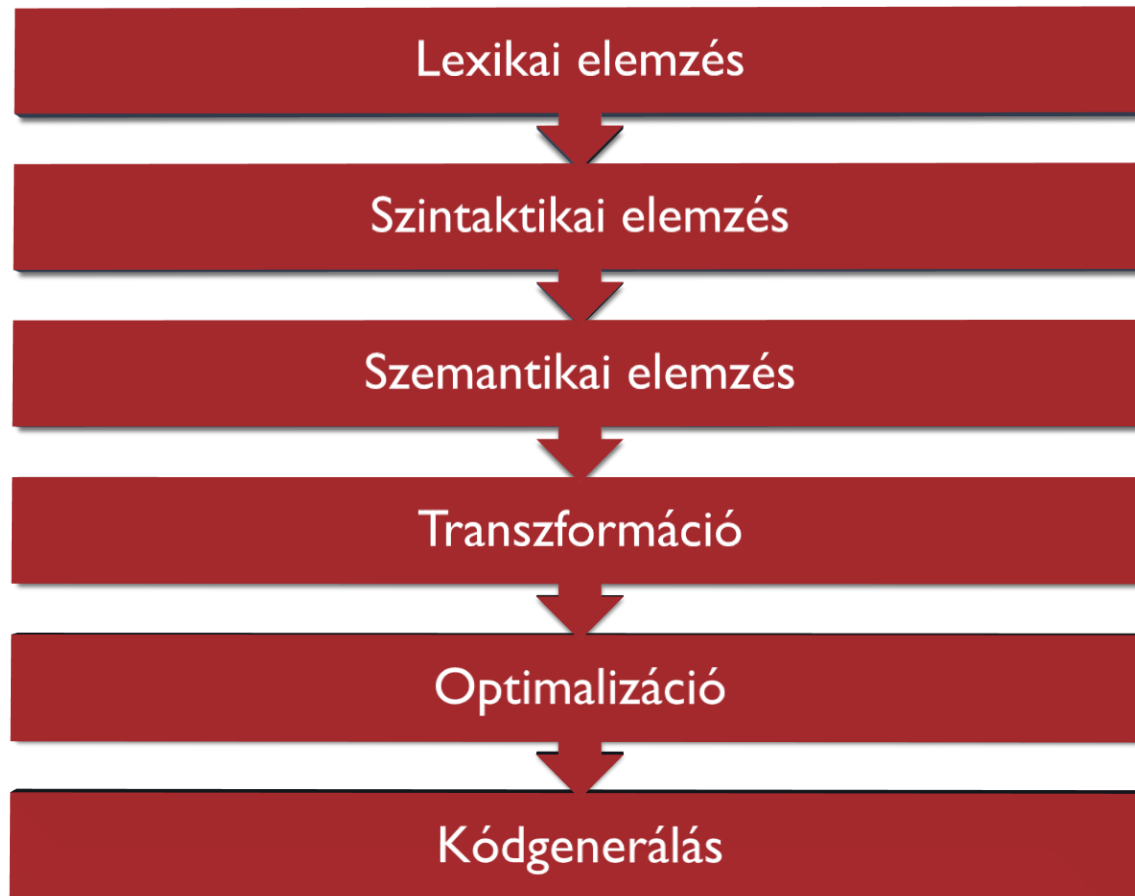 Lexikai elemzés
Szintaktikai elemzés
Szemantikai elemzés
Transzformáció
Optimalizáció
Kódgenerálás